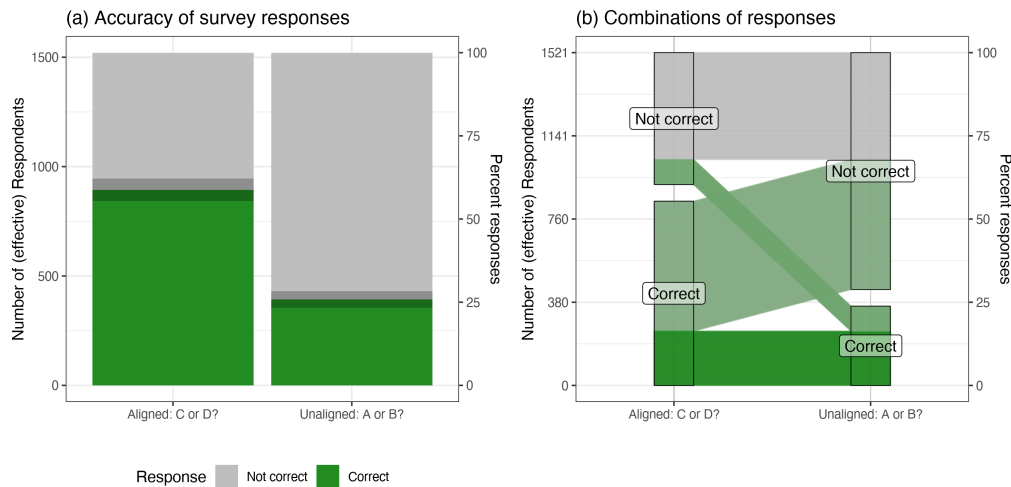 (a) Accuracy of survey responses
Number of (effective) Respondents
1500
1000
500
0
100
75
50
25
0
Percent responses
Aligned: C or D?
Unaligned: A or B?
(b) Combinations of responses
Number of (effective) Respondents
1521
1141
760
380
0
Not correct
Correct
Not correct
Correct
100
75
50
25
0
Percent responses
Aligned: C or D?
Unaligned: A or B?
Response Not correct Correct